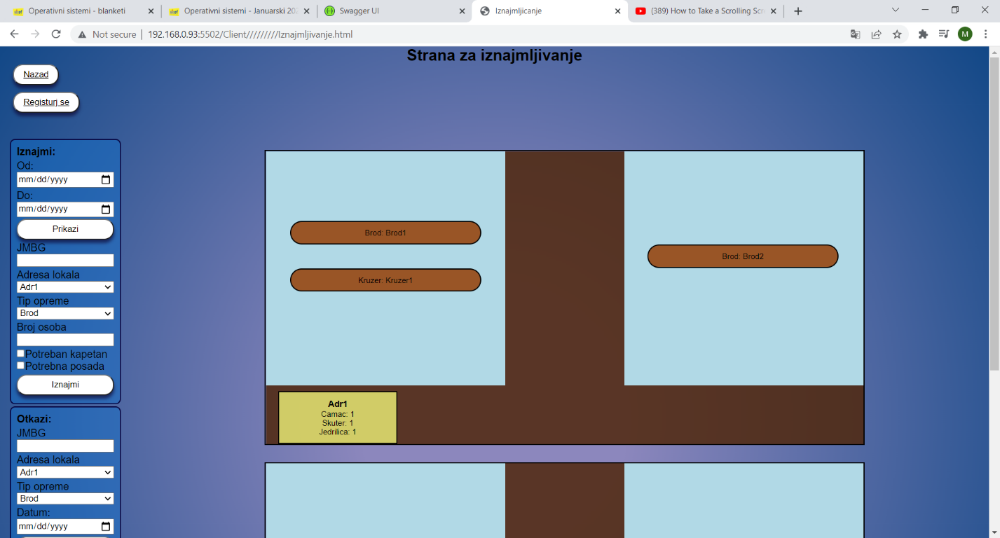 Operativni sistemi - blanketi
Operativni sistemi - Januarski 202
Swagger UI
Iznajmljicanje
(389) How to Take a Scrolling Scr
Not secure
192.168.0.93:5502/Client/////////Iznajmljivanje.html
M
Strana za iznajmljivanje
Nazad
Registurj se
Iznajmi:
Od:
mm/dd/yyyy
Do:
mm/dd/yyyy
Prikazi
JMBG
Adresa lokala
Adr1
Tip opreme
Brod
Broj osoba
Potreban kapetan
Potrebna posada
Iznajmi
Otkazi:
JMBG
Adresa lokala
Adr1
Tip opreme
Brod
Datum:
mm/dd/yyyy
Brod: Brod1
Kruzer: Kruzer1
Brod: Brod2
Adr1
Camac: 1
Skuter: 1
Jedrilica: 1